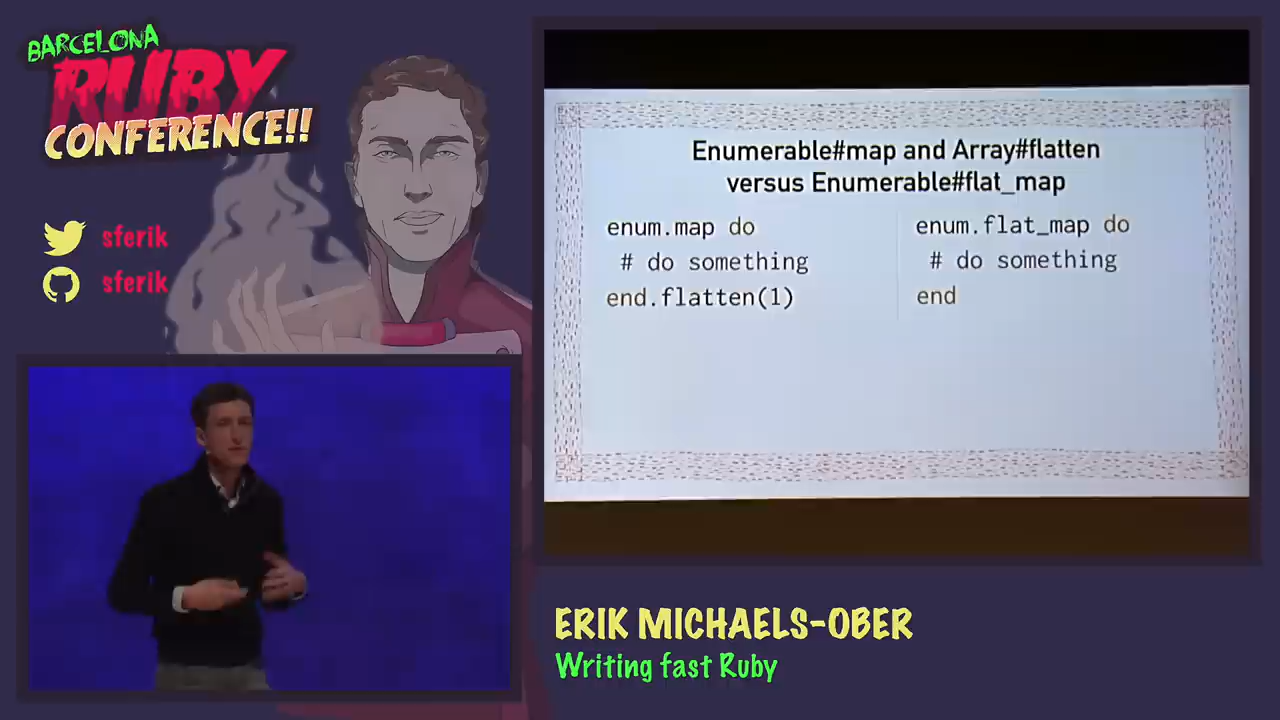 BARCELONA
RUBY
CONFERENCE!!
sferik
sferik
Enumerable#map and Array#flatten
versus Enumerable#flat_map
enum.map do
# do something
end.flatten(1)
enum.flat_map do
# do something
end
ERIK MICHAELS-OBER
Writing fast Ruby